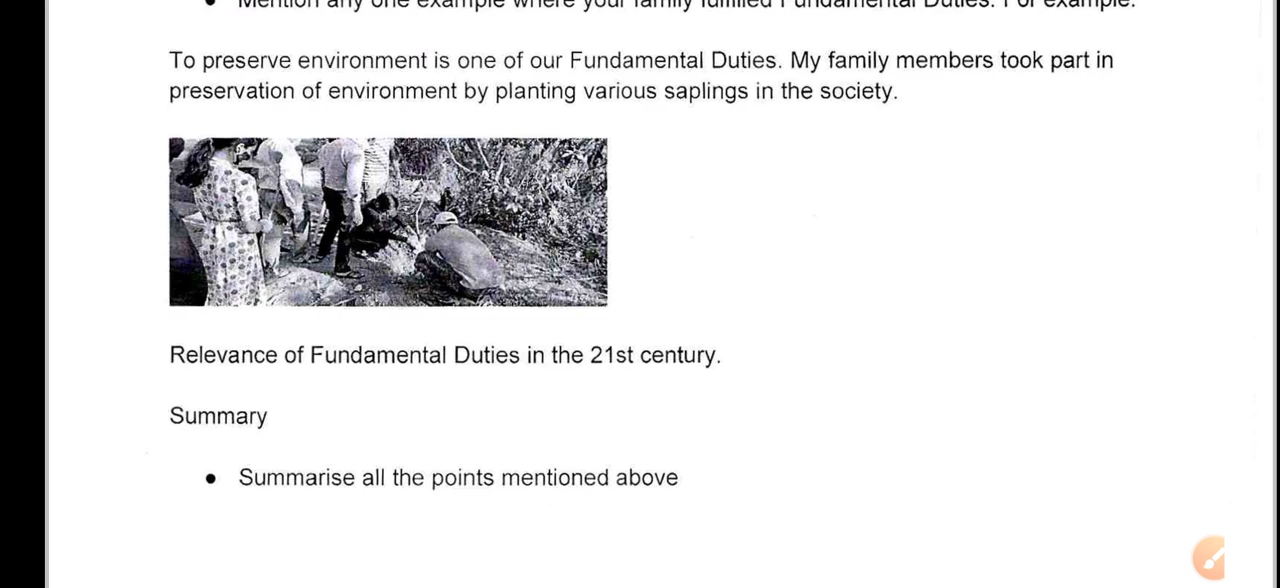 Mention any one example where your family fulfilled Fundamental Duties. For example:
To preserve environment is one of our Fundamental Duties. My family members took part in
preservation of environment by planting various saplings in the society.
Relevance of Fundamental Duties in the 21st century.
Summary
• Summarise all the points mentioned above